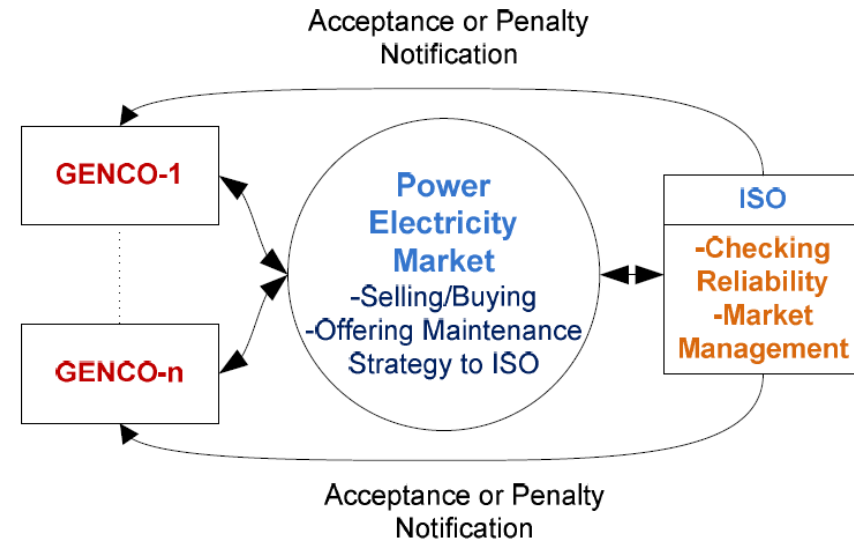 Acceptance or Penalty
Notification
GENCO-1
GENCO-n
Power
Electricity
Market
-Selling/Buying
-Offering Maintenance
Strategy to ISO
ISO
-Checking
Reliability
-Market
Management
Acceptance or Penalty
Notification